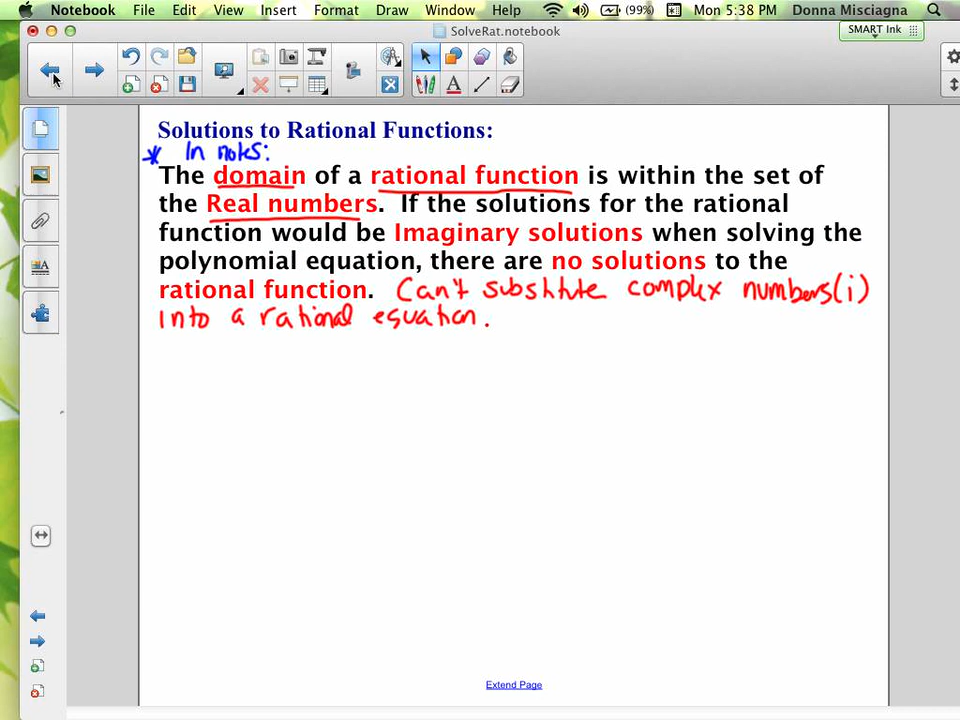 Notebook File Edit View Insert Format Draw Window Help (99%) Mon 5:38 PM Donna Misciagna
SolveRat.notebook
SMART Ink
Solutions to Rational Functions:
* In notes:
The domain of a rational function is within the set of
the Real numbers. If the solutions for the rational
function would be Imaginary solutions when solving the
polynomial equation, there are no solutions to the
rational function. Can't substitute complex numbers(i)
into a rational equation.
Extend Page